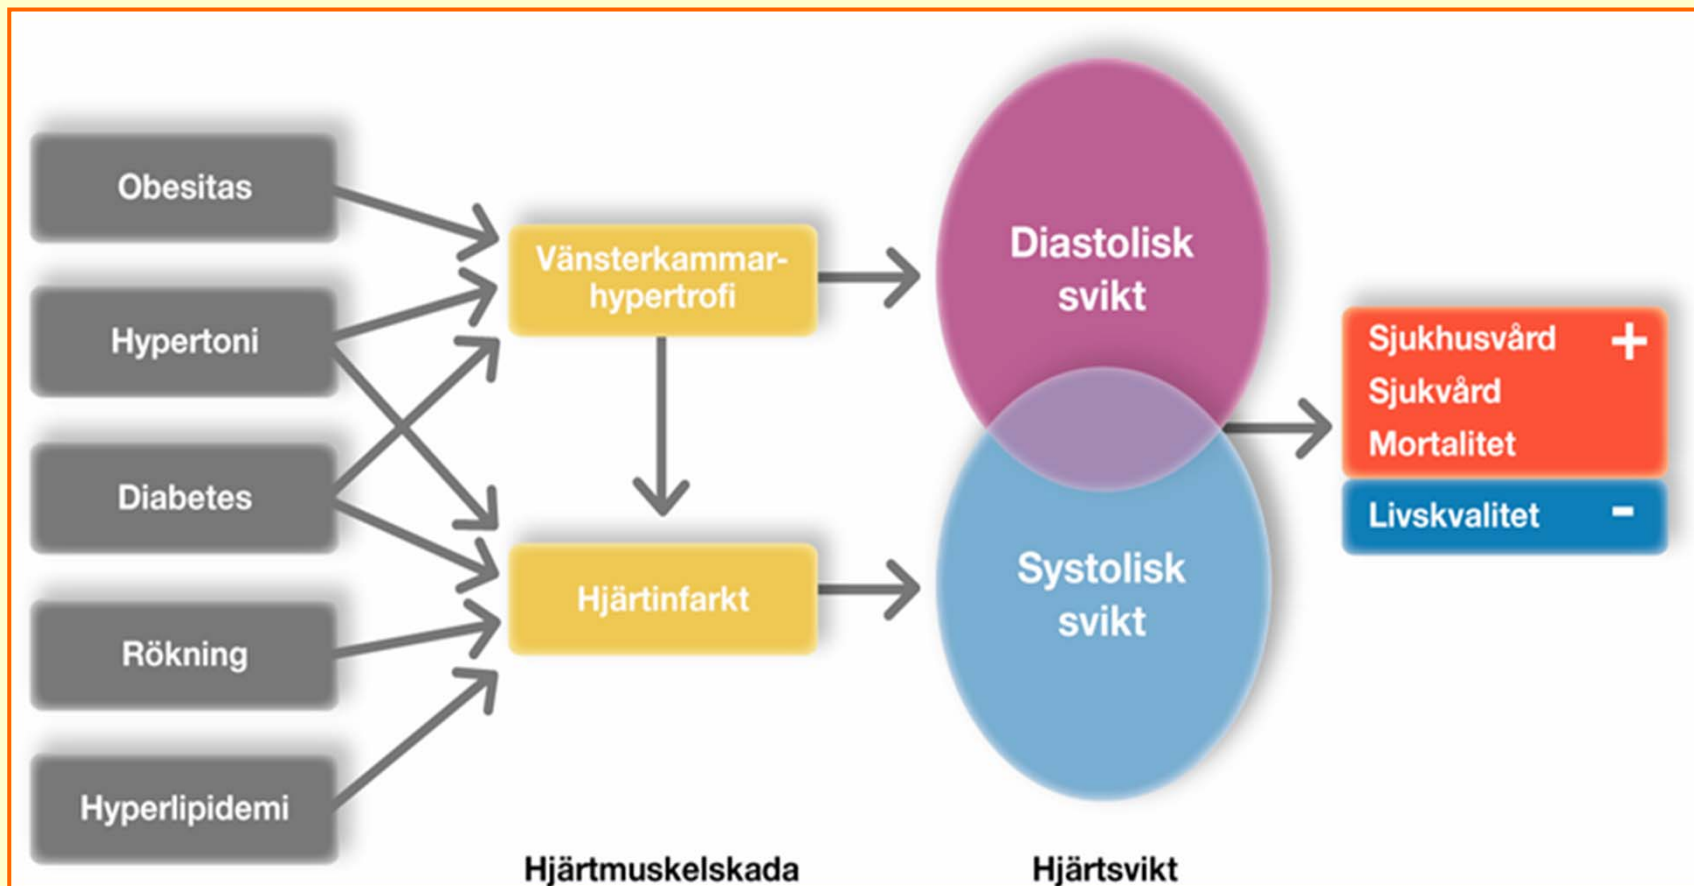 Obesitas
Hypertoni
Diabetes
Rökning
Hyperlipidemi
Vänsterkammar-
hypertrofi
Hjärtinfarkt
Hjärtmuskelskada
Diastolisk
svikt
Systolisk
svikt
Hjärtsvikt
Sjukhusvård +
Sjukvård
Mortalitet
Livskvalitet -